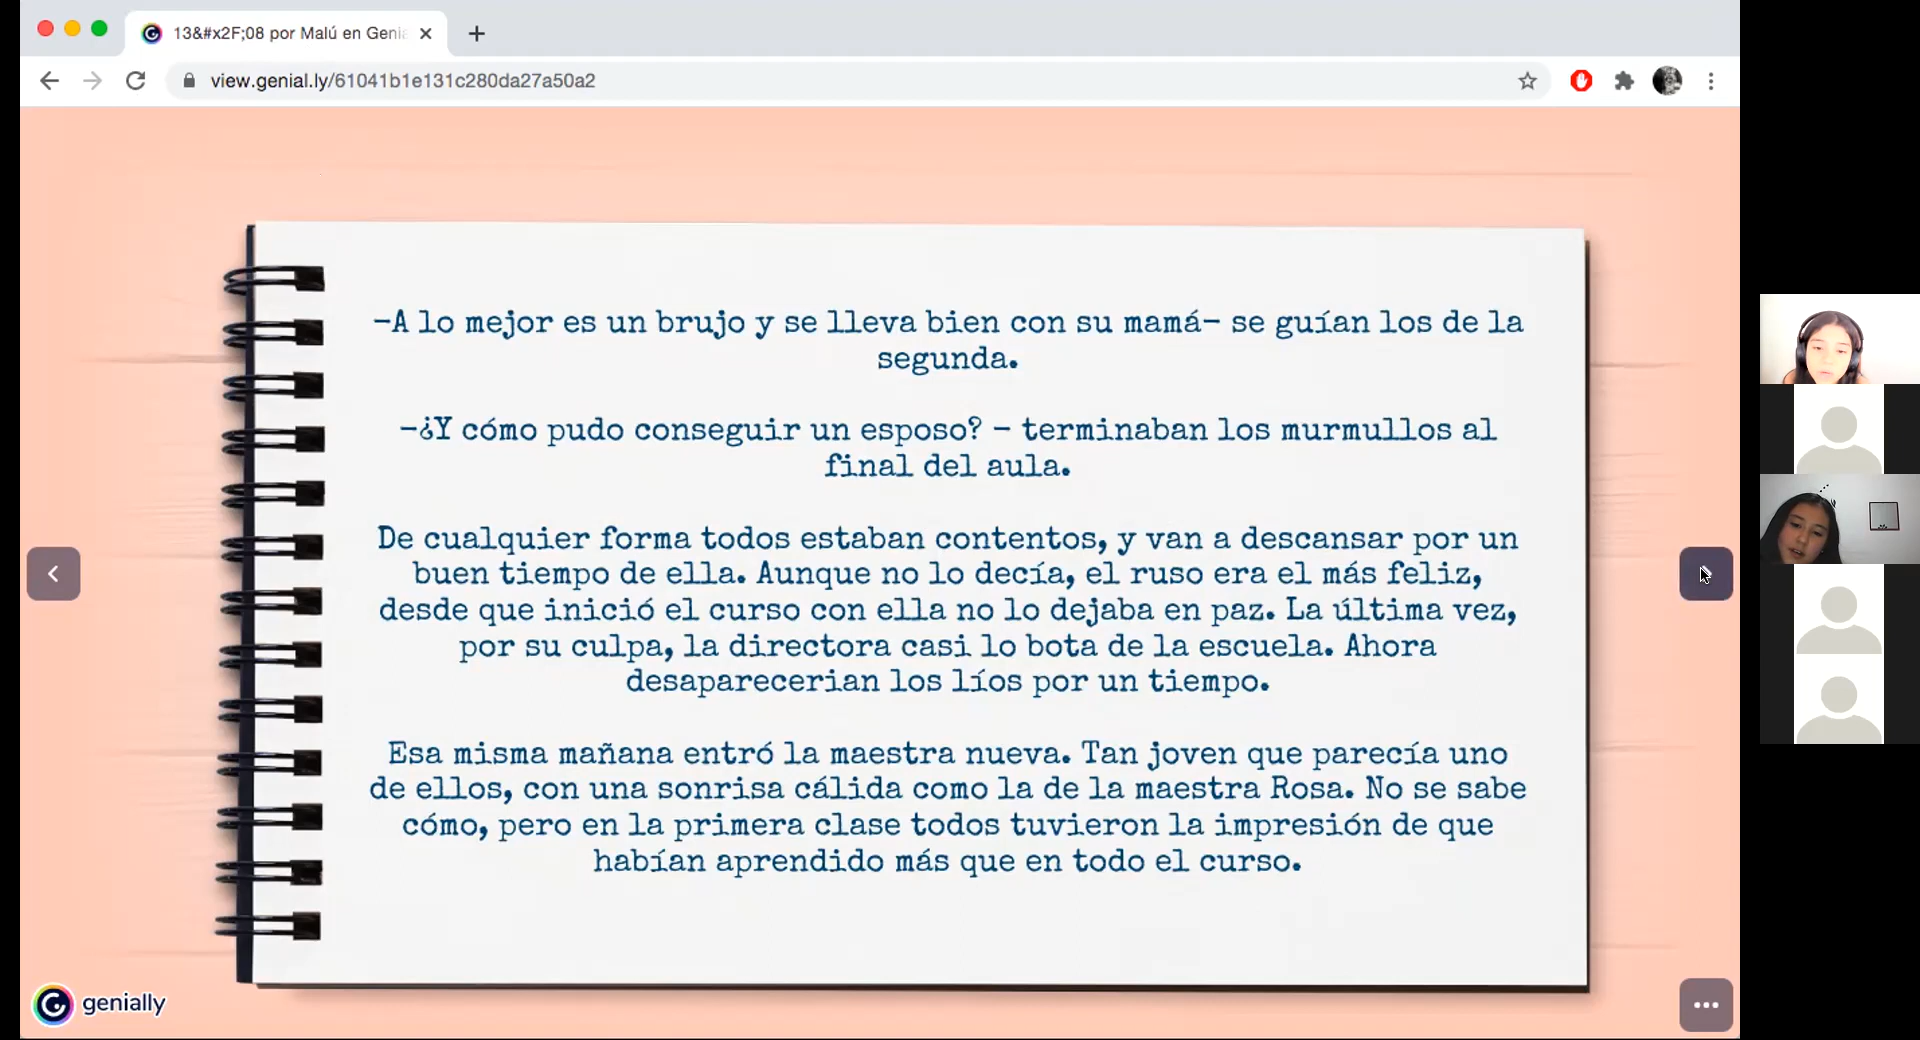 13&#x2F;08 por Malú en Genia
view.genial.ly/61041b1e131c280da27a50a2
-A lo mejor es un brujo y se lleva bien con su mamá- se guían los de la
segunda.
-¿Y cómo pudo conseguir un esposo? - terminaban los murmullos al
final del aula.
De cualquier forma todos estaban contentos, y van a descansar por un
buen tiempo de ella. Aunque no lo decía, el ruso era el más feliz,
desde que inició el curso con ella no lo dejaba en paz. La última vez,
por su culpa, la directora casi lo bota de la escuela. Ahora
desaparecerian los líos por un tiempo.
Esa misma mañana entró la maestra nueva. Tan joven que parecía uno
de ellos, con una sonrisa cálida como la de la maestra Rosa. No se sabe
cómo, pero en la primera clase todos tuvieron la impresión de que
habían aprendido más que en todo el curso.
genially